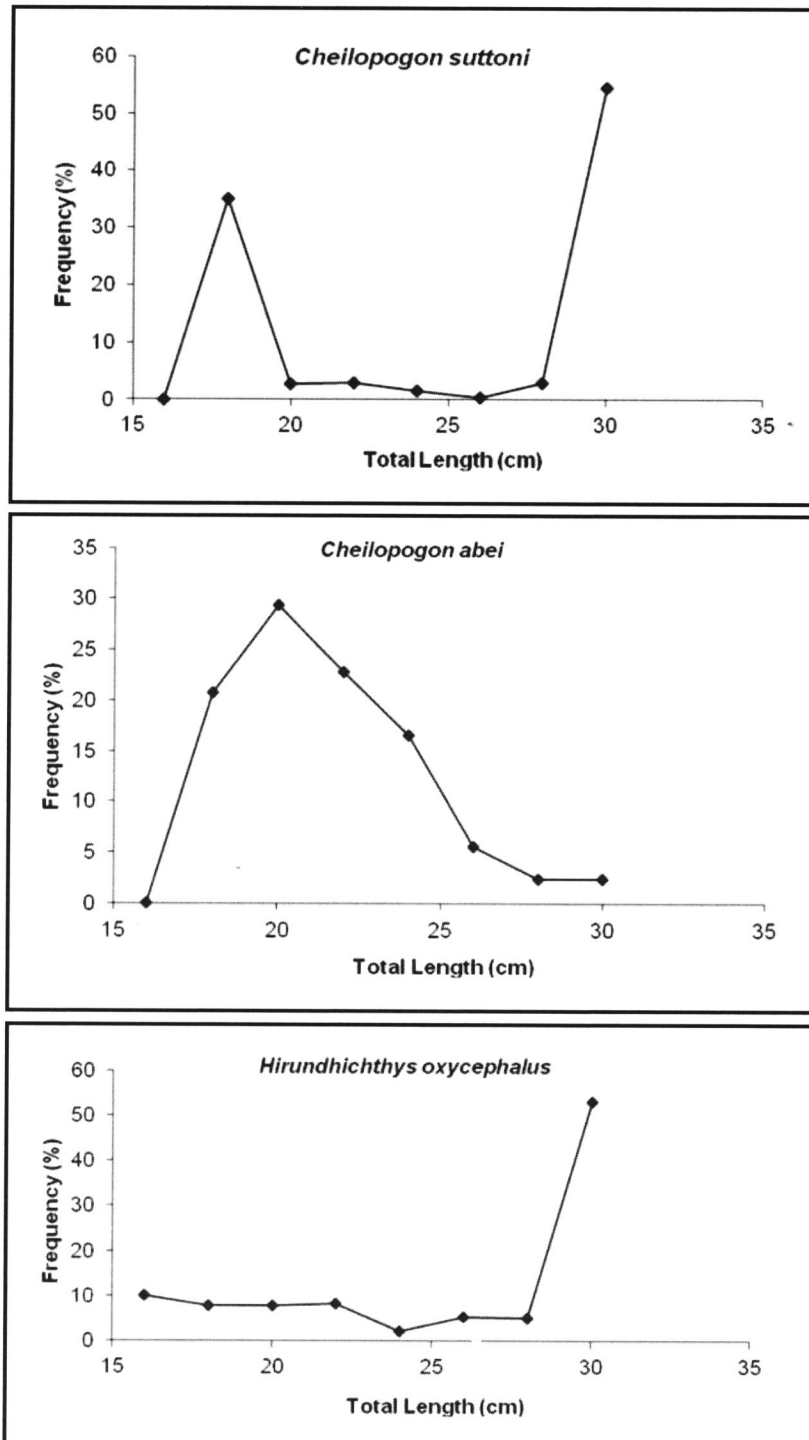 Cheilopogon suttoni
60
50
40
30
20
10
0
Frequency (%)
15 20 25 30 35
Total Length (cm)
Cheilopogon abei
35
30
25
20
15
10
5
0
Frequency (%)
15 20 25 30 35
Total Length (cm)
Hirundhichthys oxycephalus
60
50
40
30
20
10
0
Frequency (%)
15 20 25 30 35
Total Length (cm)